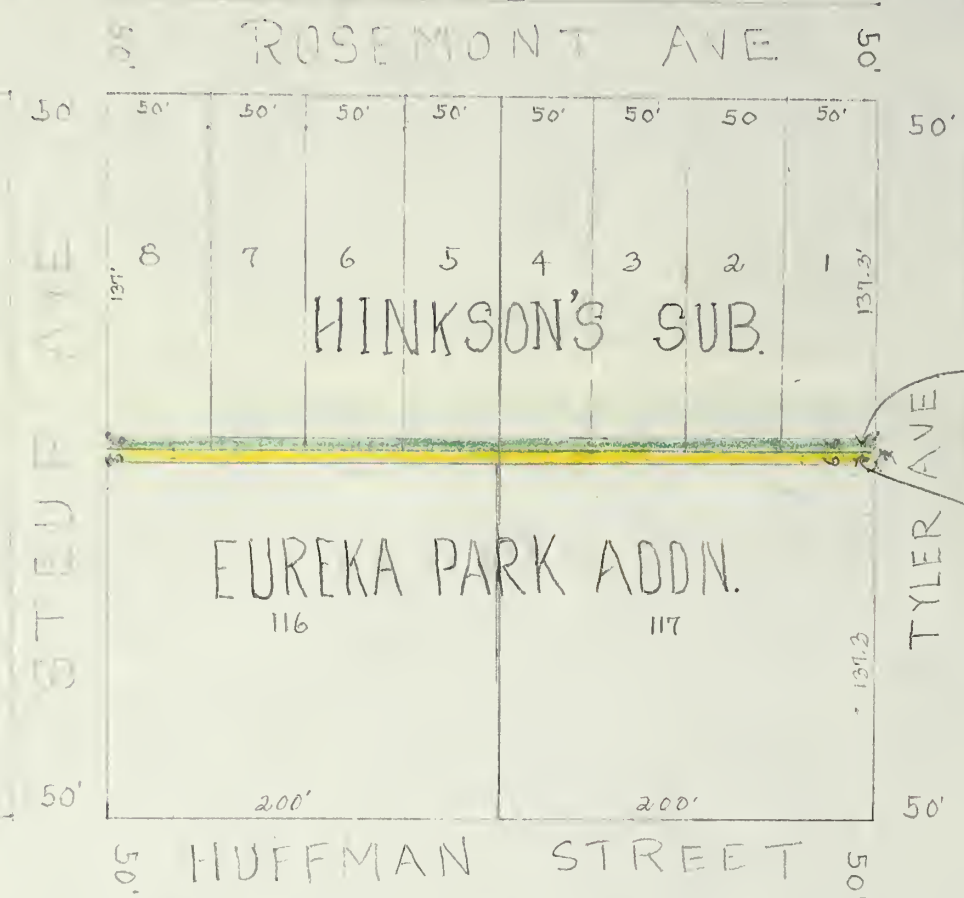 50' ROSEMONT AVE. 50'
50' 50' 50' 50' 50' 50' 50' 50 50' 50'
STEUF AVE
137'
8 7 6 5 4 3 2 1
137.3'
HINKSON'S SUB.
TYLER AVE
EUREKA PARK ADDN.
116 117
137.3
50' 200' 200' 50'
50' HUFFMAN STREET 50'